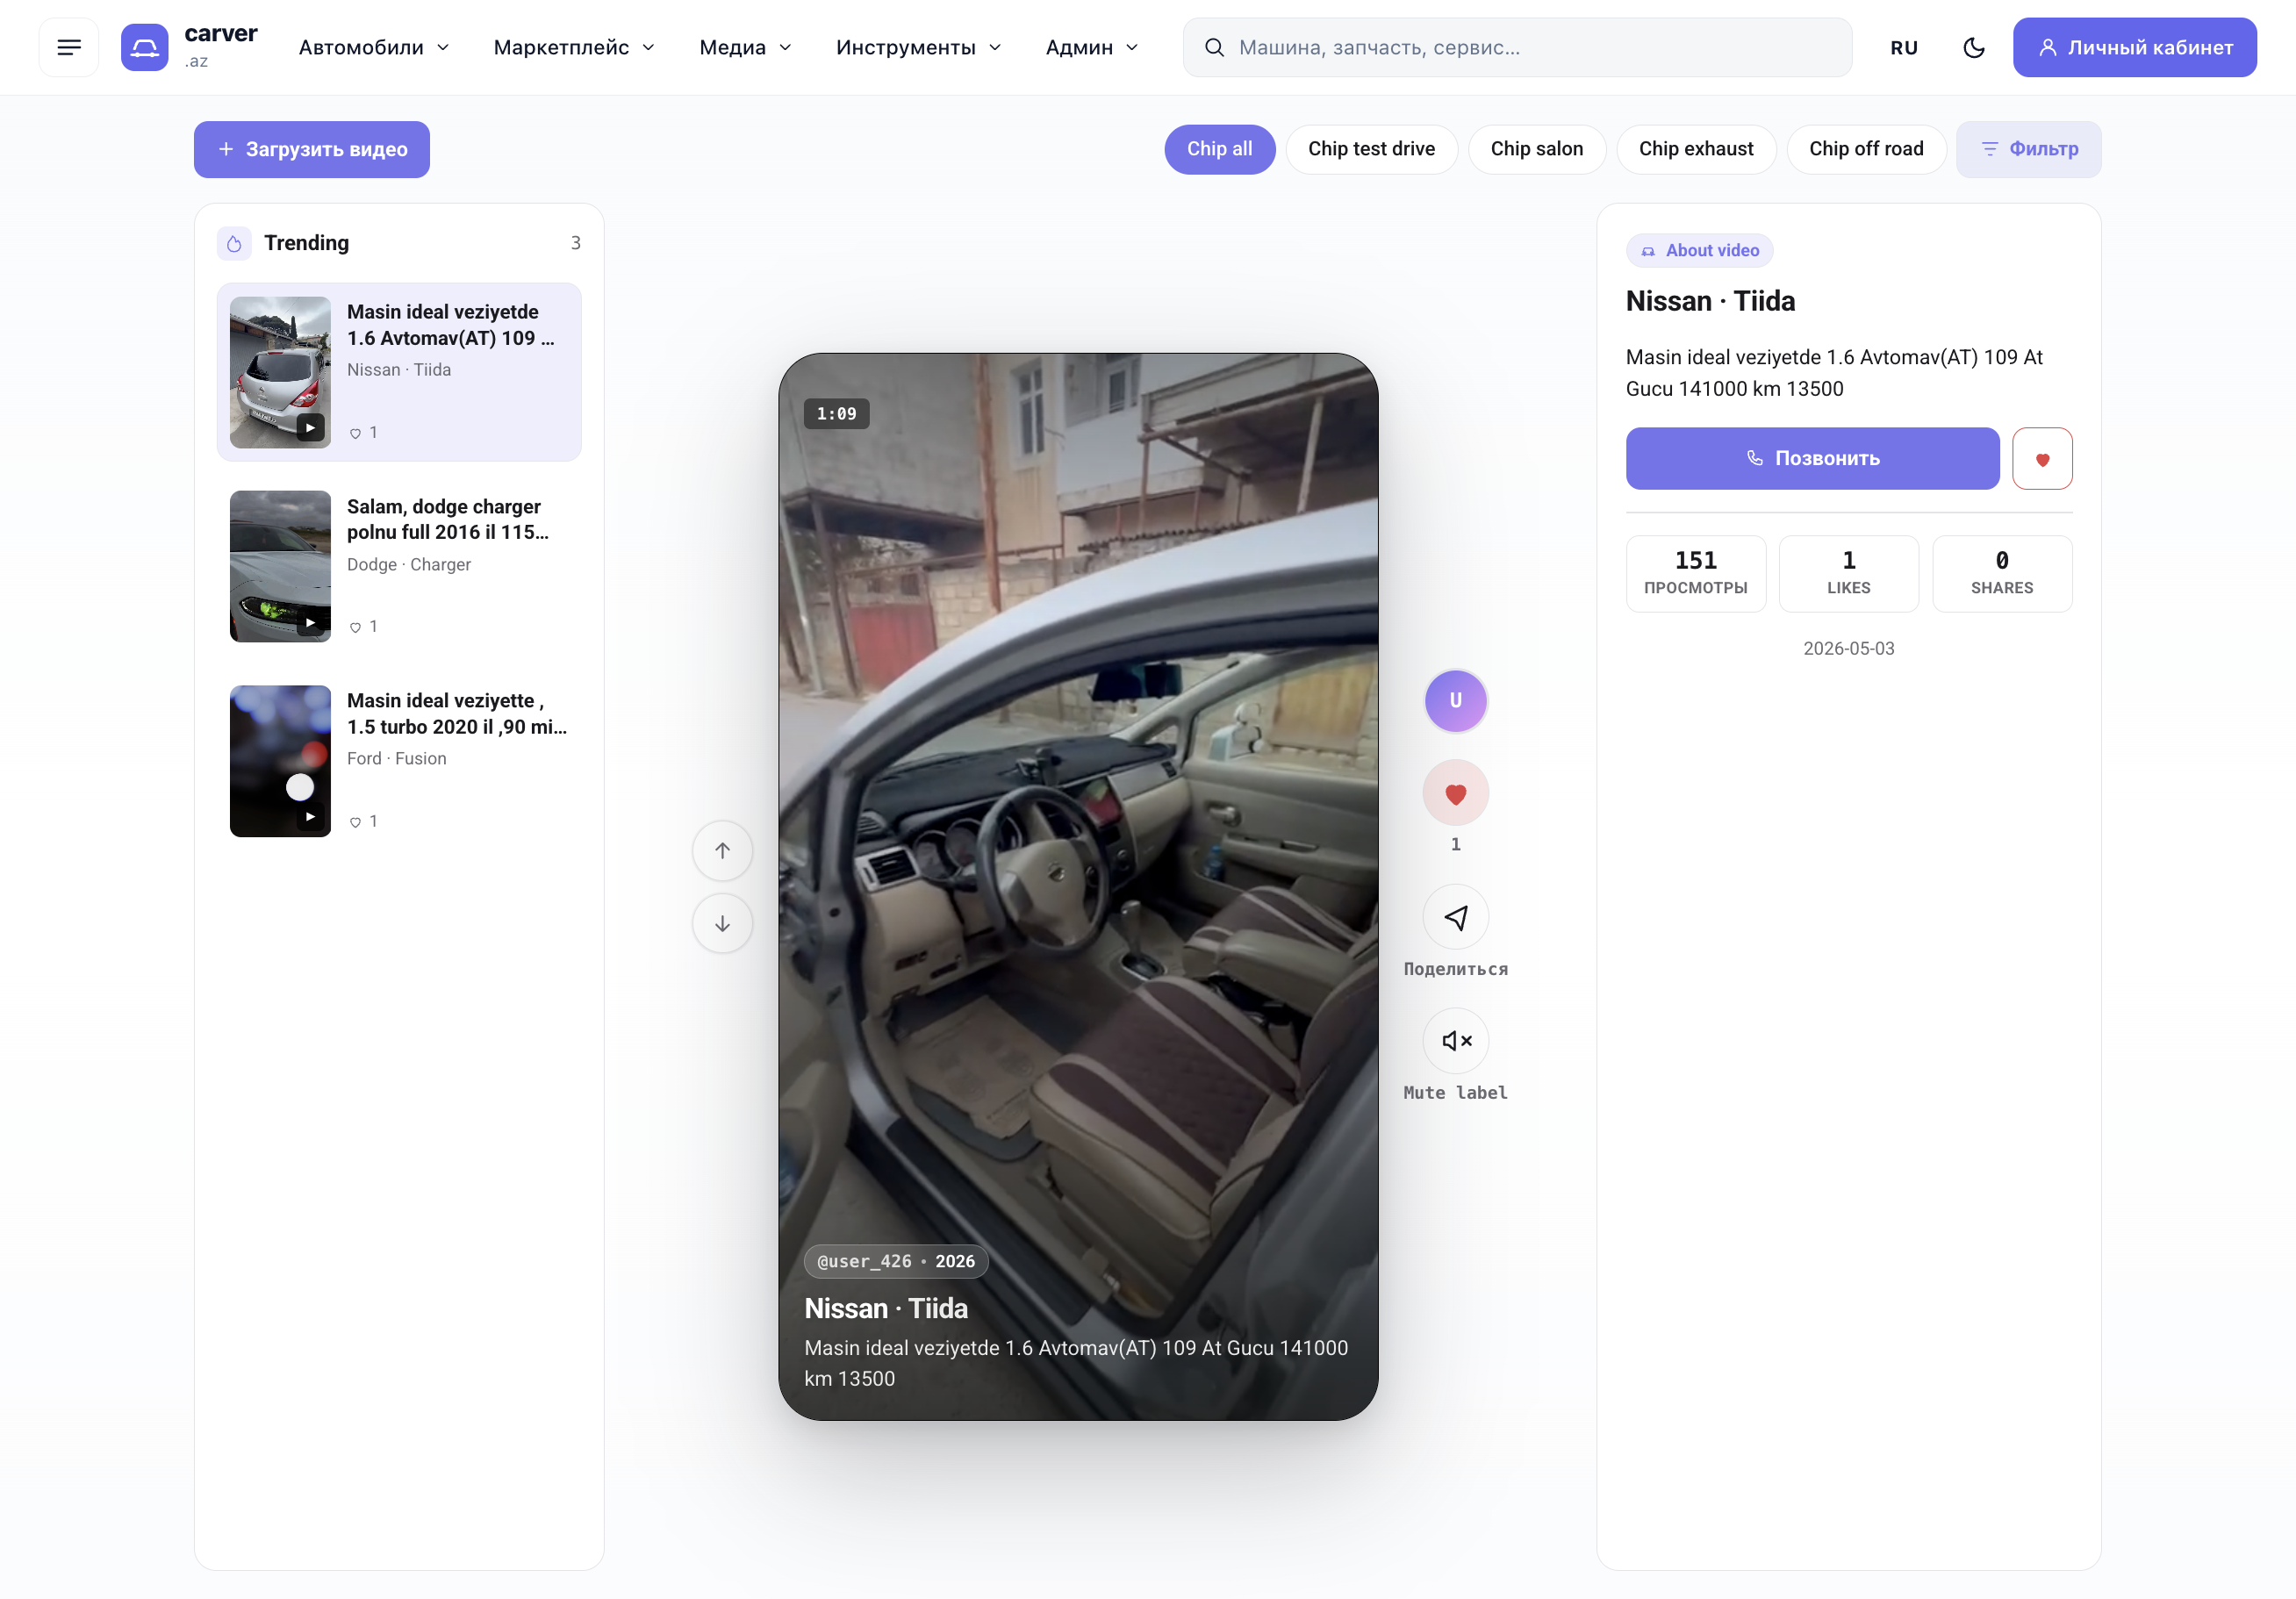 carver
.az
Автомобили
Маркетплейс
Медиа
Инструменты
Админ
Машина, запчасть, сервис...
RU
Личный кабинет
Загрузить видео
Chip all
Chip test drive
Chip salon
Chip exhaust
Chip off road
Фильтр
Trending
3
Masin ideal veziyetde
1.6 Avtomav(AT) 109 ...
Nissan · Tiida
1
Salam, dodge charger
polnu full 2016 il 115...
Dodge · Charger
1
Masin ideal veziyette ,
1.5 turbo 2020 il ,90 mi...
Ford · Fusion
1
1:09
@user_426 • 2026
Nissan · Tiida
Masin ideal veziyetde 1.6 Avtomav(AT) 109 At Gucu 141000
km 13500
U
1
Поделиться
Mute label
About video
Nissan · Tiida
Masin ideal veziyetde 1.6 Avtomav(AT) 109 At
Gucu 141000 km 13500
Позвонить
151
ПРОСМОТРЫ
1
LIKES
0
SHARES
2026-05-03